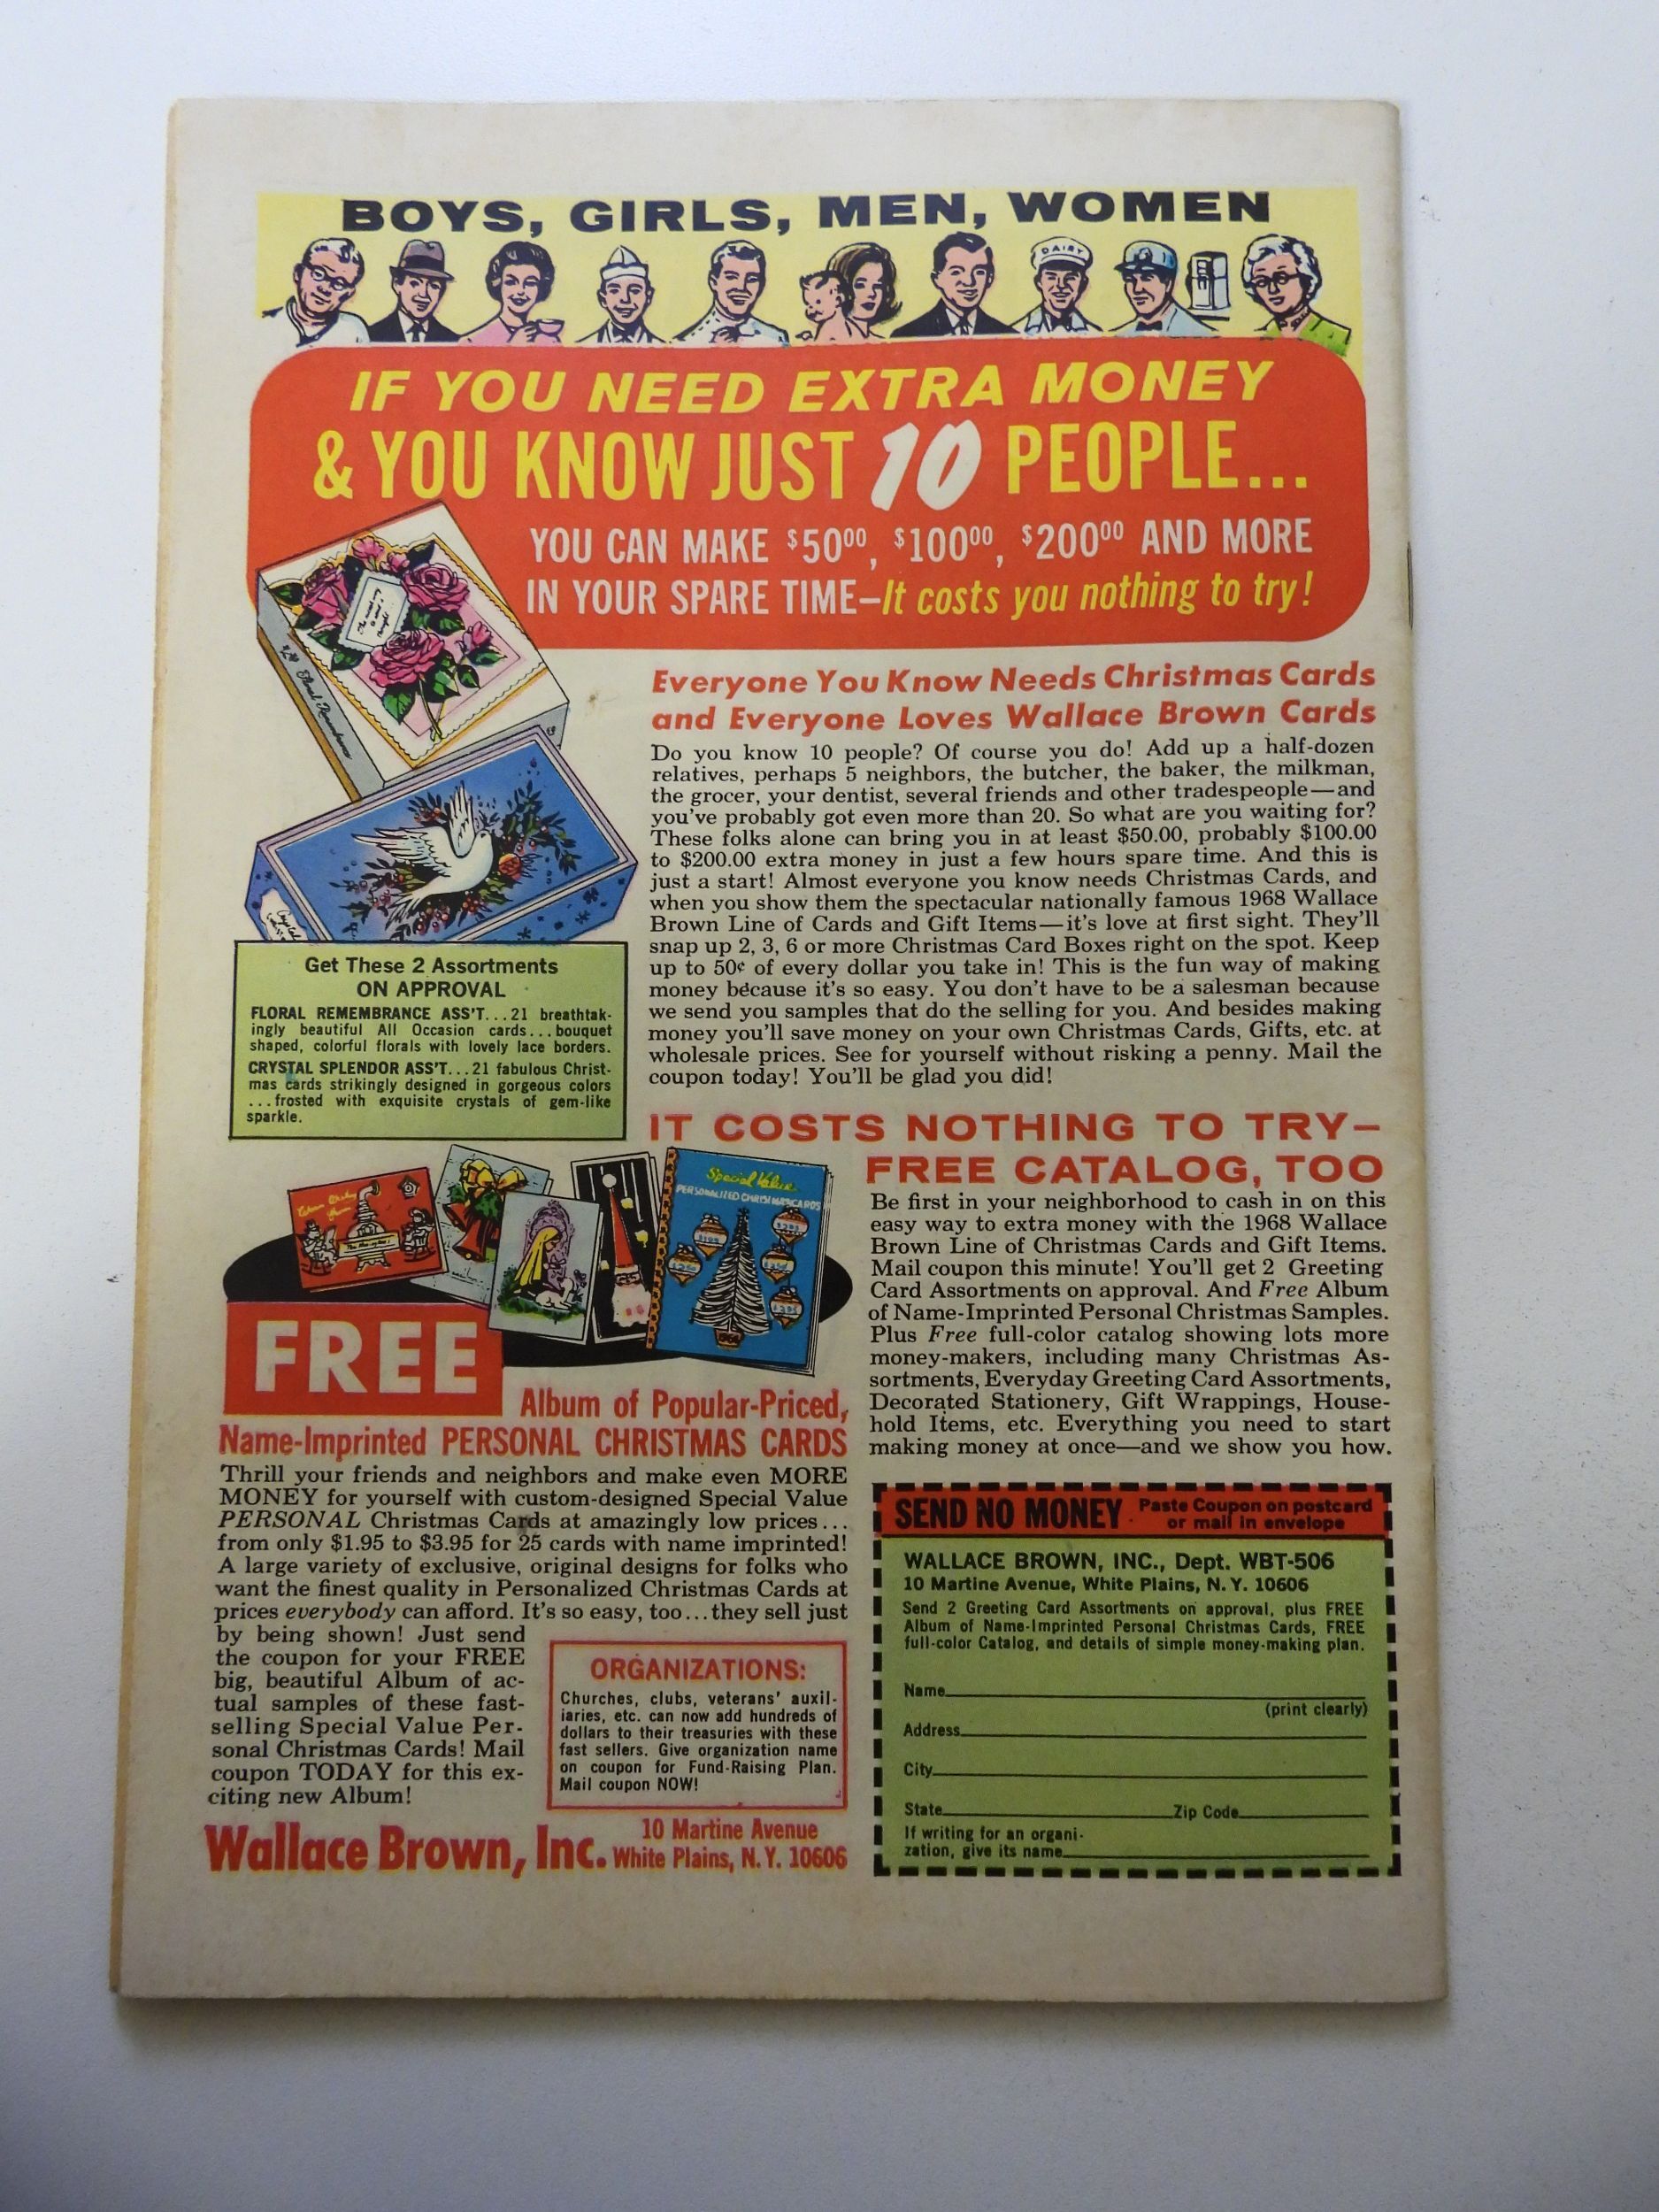 BOYS, GIRLS, MEN, WOMEN
DAIRY
IF YOU NEED EXTRA MONEY
& YOU KNOW JUST 10 PEOPLE...
YOU CAN MAKE $50⁰⁰, $100⁰⁰, $200⁰⁰ AND MORE
IN YOUR SPARE TIME—It costs you nothing to try!
Floral Remembrance
Everyone You Know Needs Christmas Cards
and Everyone Loves Wallace Brown Cards
Do you know 10 people? Of course you do! Add up a half-dozen
relatives, perhaps 5 neighbors, the butcher, the baker, the milkman,
the grocer, your dentist, several friends and other tradespeople—and
you've probably got even more than 20. So what are you waiting for?
These folks alone can bring you in at least $50.00, probably $100.00
to $200.00 extra money in just a few hours spare time. And this is
just a start! Almost everyone you know needs Christmas Cards, and
when you show them the spectacular nationally famous 1968 Wallace
Brown Line of Cards and Gift Items—it's love at first sight. They'll
snap up 2, 3, 6 or more Christmas Card Boxes right on the spot. Keep
up to 50¢ of every dollar you take in! This is the fun way of making
money because it's so easy. You don't have to be a salesman because
we send you samples that do the selling for you. And besides making
money you'll save money on your own Christmas Cards, Gifts, etc. at
wholesale prices. See for yourself without risking a penny. Mail the
coupon today! You'll be glad you did!
Get These 2 Assortments
ON APPROVAL
FLORAL REMEMBRANCE ASS'T...21 breathtak-
ingly beautiful All Occasion cards...bouquet
shaped, colorful florals with lovely lace borders.
CRYSTAL SPLENDOR ASS'T...21 fabulous Christ-
mas cards strikingly designed in gorgeous colors
...frosted with exquisite crystals of gem-like
sparkle.
IT COSTS NOTHING TO TRY—
FREE CATALOG, TOO
Be first in your neighborhood to cash in on this
easy way to extra money with the 1968 Wallace
Brown Line of Christmas Cards and Gift Items.
Mail coupon this minute! You'll get 2 Greeting
Card Assortments on approval. And Free Album
of Name-Imprinted Personal Christmas Samples.
Plus Free full-color catalog showing lots more
money-makers, including many Christmas As-
sortments, Everyday Greeting Card Assortments,
Decorated Stationery, Gift Wrappings, House-
hold Items, etc. Everything you need to start
making money at once—and we show you how.
Special Value
PERSONALIZED CHRISTMAS CARDS
FREE
Album of Popular-Priced,
Name-Imprinted PERSONAL CHRISTMAS CARDS
Thrill your friends and neighbors and make even MORE
MONEY for yourself with custom-designed Special Value
PERSONAL Christmas Cards at amazingly low prices...
from only $1.95 to $3.95 for 25 cards with name imprinted!
A large variety of exclusive, original designs for folks who
want the finest quality in Personalized Christmas Cards at
prices everybody can afford. It's so easy, too...they sell just
by being shown! Just send
the coupon for your FREE
big, beautiful Album of ac-
tual samples of these fast-
selling Special Value Per-
sonal Christmas Cards! Mail
coupon TODAY for this ex-
citing new Album!
ORGANIZATIONS:
Churches, clubs, veterans' auxil-
iaries, etc. can now add hundreds of
dollars to their treasuries with these
fast sellers. Give organization name
on coupon for Fund-Raising Plan.
Mail coupon NOW!
Wallace Brown, Inc. 10 Martine Avenue
White Plains, N.Y. 10606
SEND NO MONEY Paste Coupon on postcard
or mail in envelope
WALLACE BROWN, INC., Dept. WBT-506
10 Martine Avenue, White Plains, N.Y. 10606
Send 2 Greeting Card Assortments on approval, plus FREE
Album of Name-Imprinted Personal Christmas Cards, FREE
full-color Catalog, and details of simple money-making plan.
Name
(print clearly)
Address
City
State Zip Code
If writing for an organi-
zation, give its name